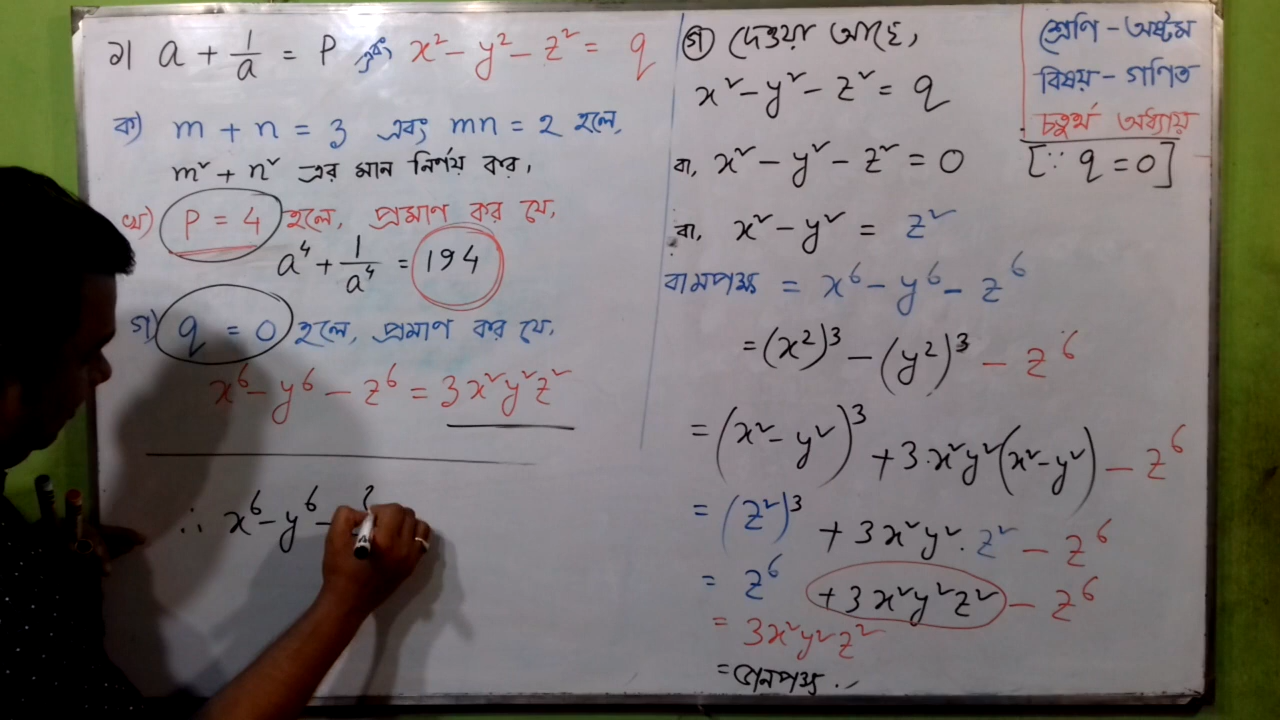 ১। a + 1/a = P এবং x² - y² - z² = q
ক) m + n = 3 এবং mn = 2 হলে,
m² + n² এর মান নির্ণয় কর,
খ) P = 4 হলে, প্রমাণ কর যে,
a⁴ + 1/a⁴ = 194
গ) q = 0 হলে, প্রমাণ কর যে,
x⁶ - y⁶ - z⁶ = 3x²y²z²
∴ x⁶ - y⁶ -
শ্রেণি - অষ্টম
বিষয় - গণিত
চতুর্থ অধ্যায়
গ) দেওয়া আছে,
x² - y² - z² = q
বা, x² - y² - z² = 0 [∵ q = 0]
বা, x² - y² = z²
বামপক্ষ = x⁶ - y⁶ - z⁶
= (x²)³ - (y²)³ - z⁶
= (x² - y²)³ + 3·x²y²(x² - y²) - z⁶
= (z²)³ + 3x²y²·z² - z⁶
= z⁶ + 3x²y²z² - z⁶
= 3x²y²z²
= ডানপক্ষ